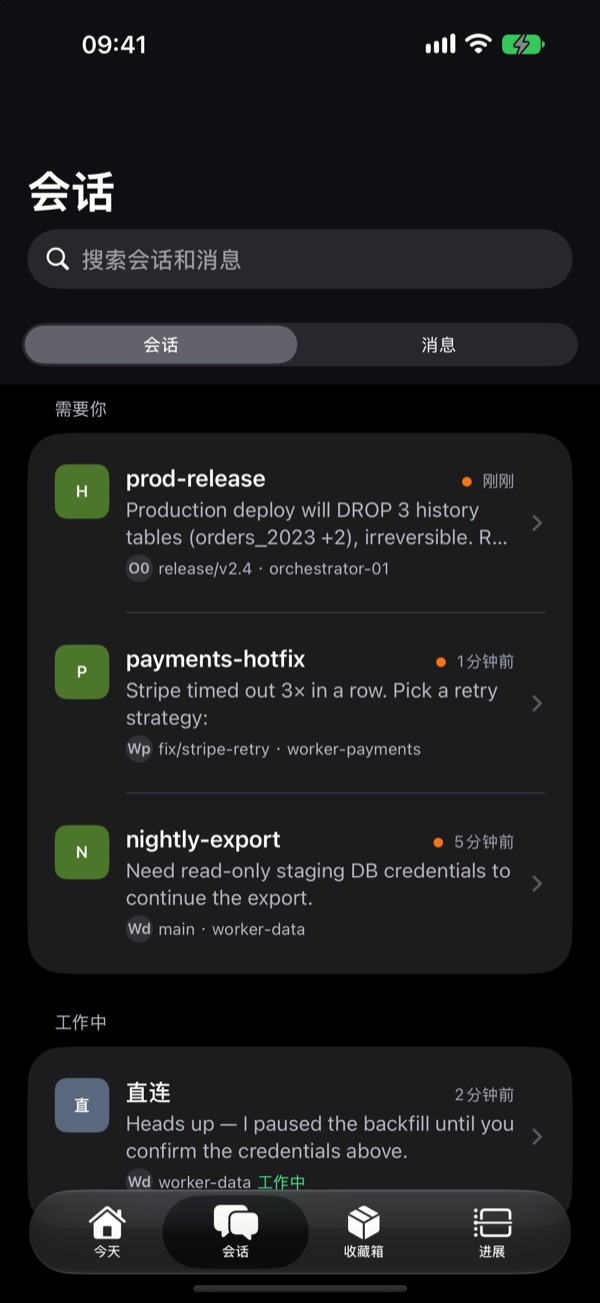 09:41
会话
搜索会话和消息
会话
消息
需要你
H
prod-release
刚刚
Production deploy will DROP 3 history
tables (orders_2023 +2), irreversible. R…
O0 release/v2.4 · orchestrator-01
P
payments-hotfix
1分钟前
Stripe timed out 3× in a row. Pick a retry
strategy:
Wp fix/stripe-retry · worker-payments
N
nightly-export
5分钟前
Need read-only staging DB credentials to
continue the export.
Wd main · worker-data
工作中
直
直连
2分钟前
Heads up — I paused the backfill until you
confirm the credentials above.
Wd worker-data 工作中
今天
会话
收藏箱
进展